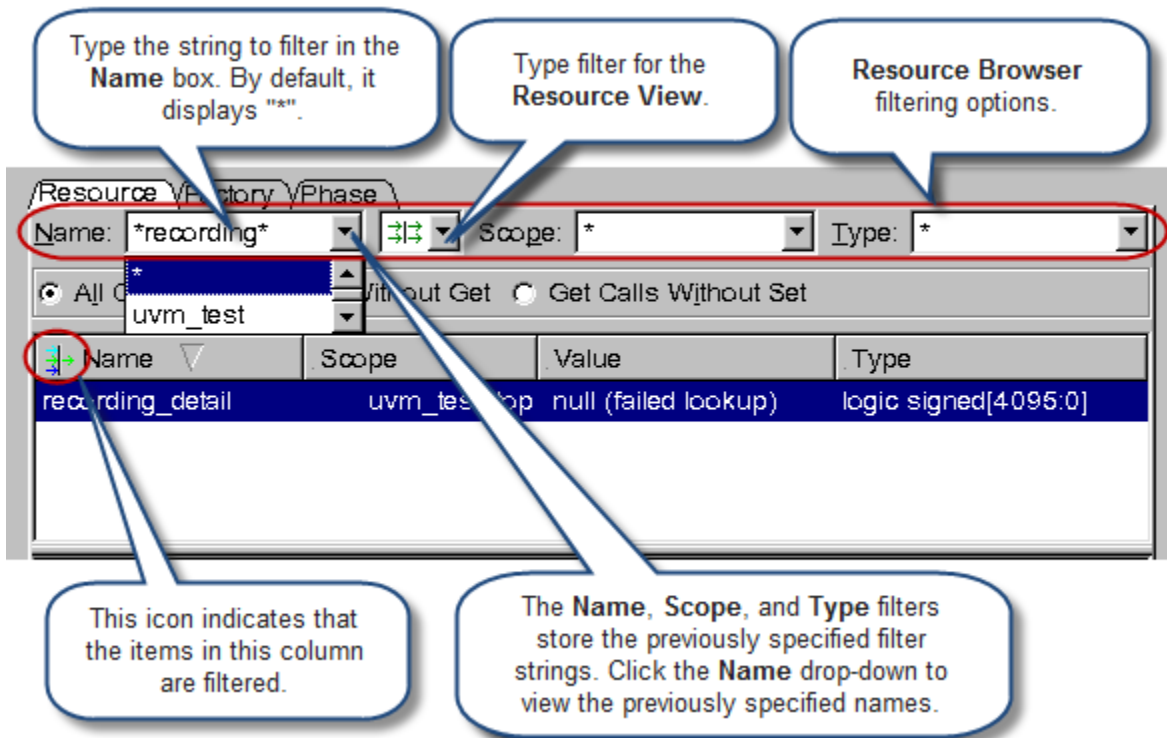 Type the string to filter in the
Name box. By default, it
displays "*".
Type filter for the
Resource View.
Resource Browser
filtering options.
Resource Factory Phase
Name: *recording* Scope: * Type: *
*
uvm_test
All Without Get Get Calls Without Set
Name Scope Value Type
recording_detail null (failed lookup) logic signed[4095:0]
This icon indicates that
the items in this column
are filtered.
The Name, Scope, and Type filters
store the previously specified filter
strings. Click the Name drop-down to
view the previously specified names.